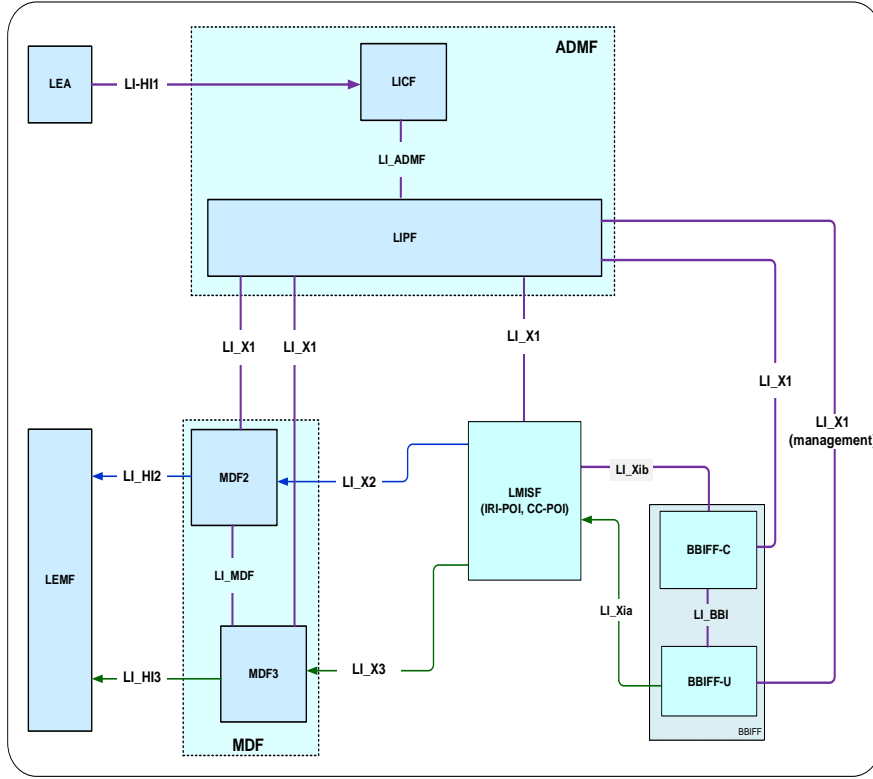 ADMF
LEA
LI-HI1
LICF
LI_ADMF
LIPF
LI_X1
LI_X1
LI_X1
LI_X1
LI_X1
(management)
LEMF
LI_HI2
MDF2
LI_X2
LMISF
(IRI-POI, CC-POI)
LI_Xib
BBIFF-C
LI_MDF
LI_Xia
LI_BBI
LI_HI3
MDF3
LI_X3
BBIFF-U
MDF
BBIFF